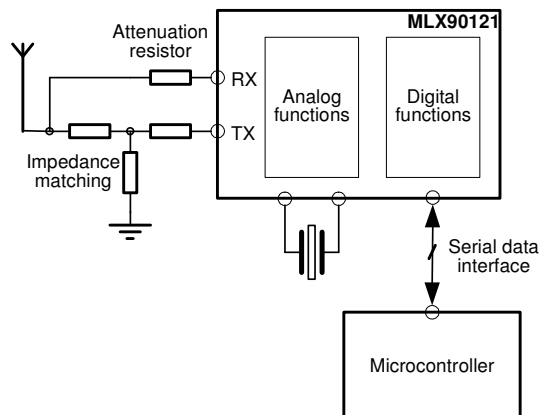 MLX90121
Attenuation
resistor
RX
TX
Analog
functions
Digital
functions
Impedance
matching
Serial data
interface
Microcontroller